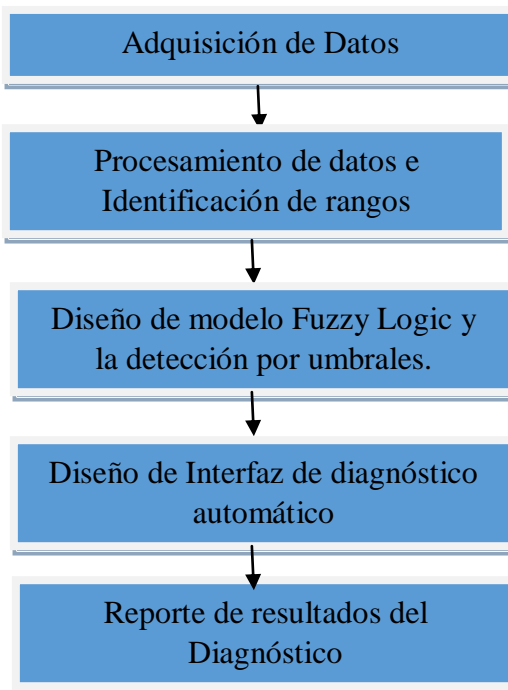 Adquisición de Datos
Procesamiento de datos e
Identificación de rangos
Diseño de modelo Fuzzy Logic y
la detección por umbrales.
Diseño de Interfaz de diagnóstico
automático
Reporte de resultados del
Diagnóstico